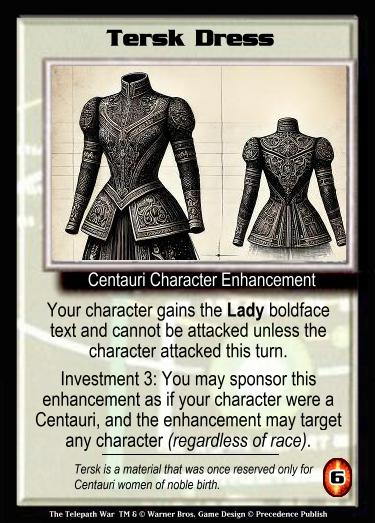 Tersk Dress
Centauri Character Enhancement
Your character gains the Lady boldface
text and cannot be attacked unless the
character attacked this turn.
Investment 3: You may sponsor this
enhancement as if your character were a
Centauri, and the enhancement may target
any character (regardless of race).
Tersk is a material that was once reserved only for
Centauri women of noble birth.
6
The Telepath War TM & © Warner Bros. Game Design © Precedence Publish